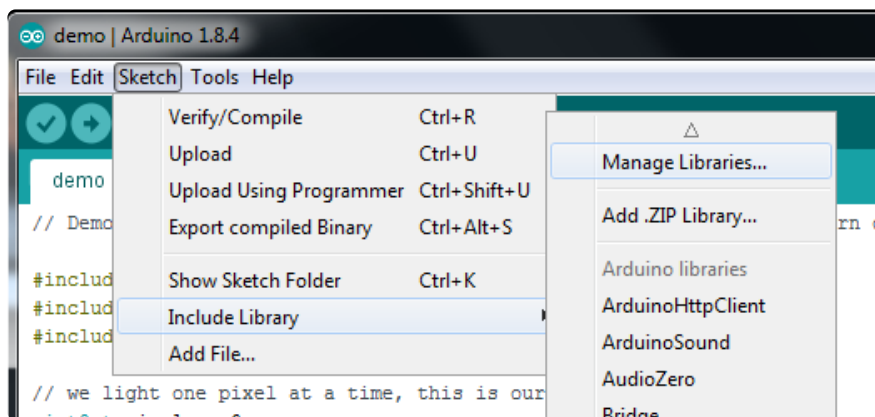 demo | Arduino 1.8.4
File Edit Sketch Tools Help
Verify/Compile Ctrl+R
Upload Ctrl+U
Upload Using Programmer Ctrl+Shift+U
Export compiled Binary Ctrl+Alt+S
Show Sketch Folder Ctrl+K
Include Library
Add File...
Manage Libraries...
Add .ZIP Library...
Arduino libraries
ArduinoHttpClient
ArduinoSound
AudioZero
Bridge
demo
// Demo
#includ
#includ
#includ
// we light one pixel at a time, this is our